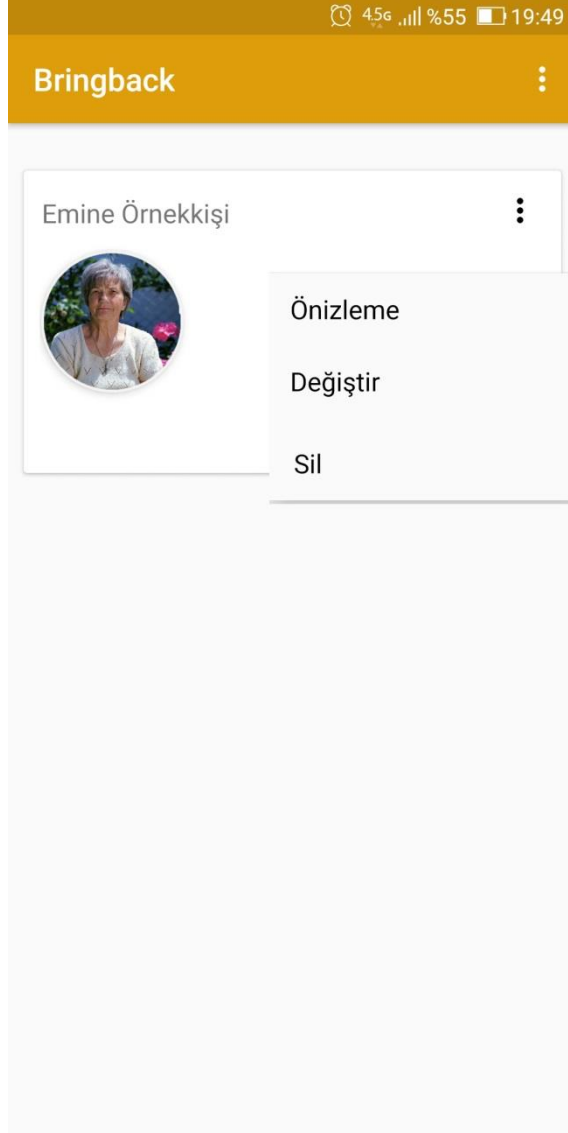 4.5G %55 19:49
Bringback
Emine Örnekkişi
Önizleme
Değiştir
Sil